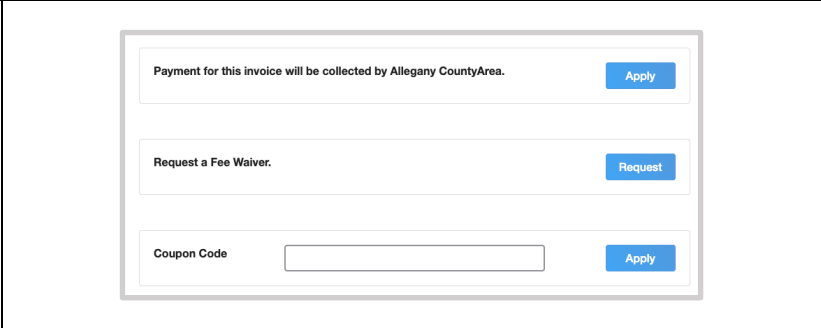 Payment for this invoice will be collected by Allegany CountyArea.
Apply
Request a Fee Waiver.
Request
Coupon Code
Apply